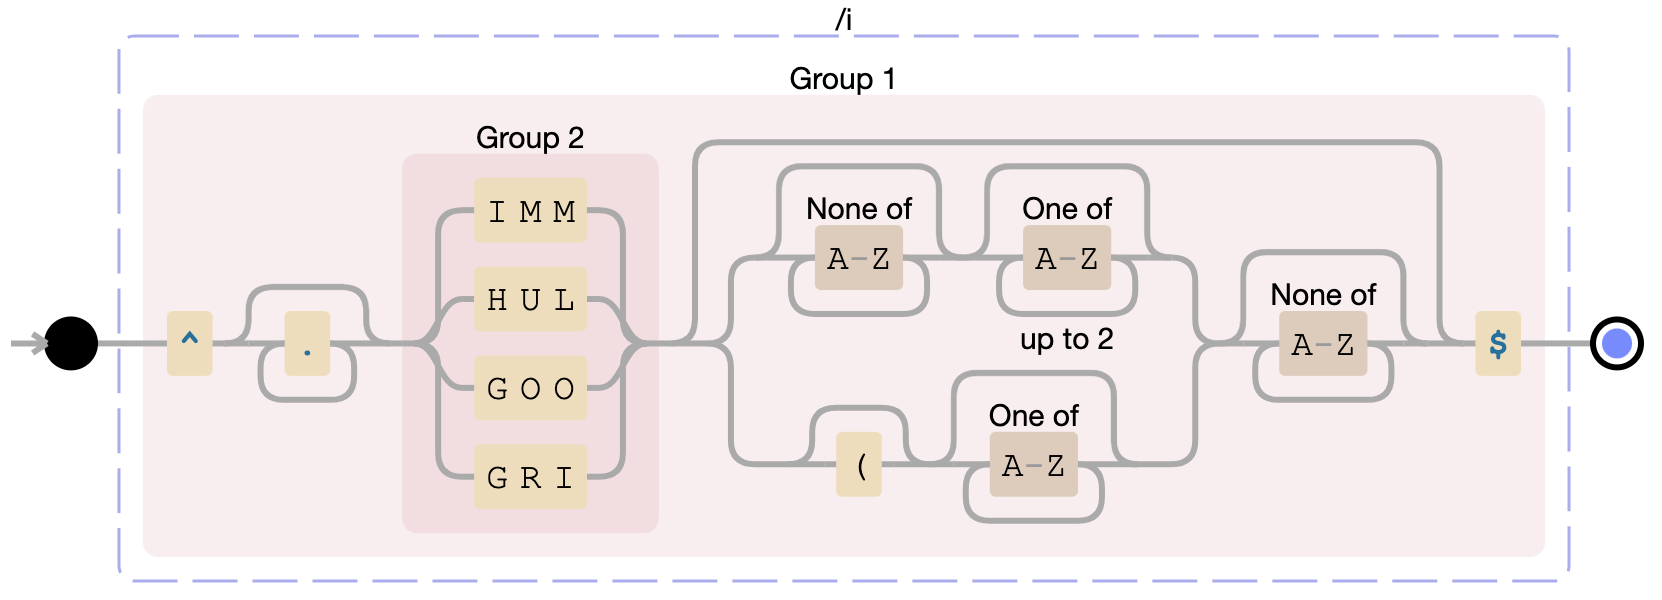 /i
Group 1
Group 2
^
.
IMM
HUL
GOO
GRI
None of
A-Z
One of
A-Z
up to 2
(
One of
A-Z
None of
A-Z
$